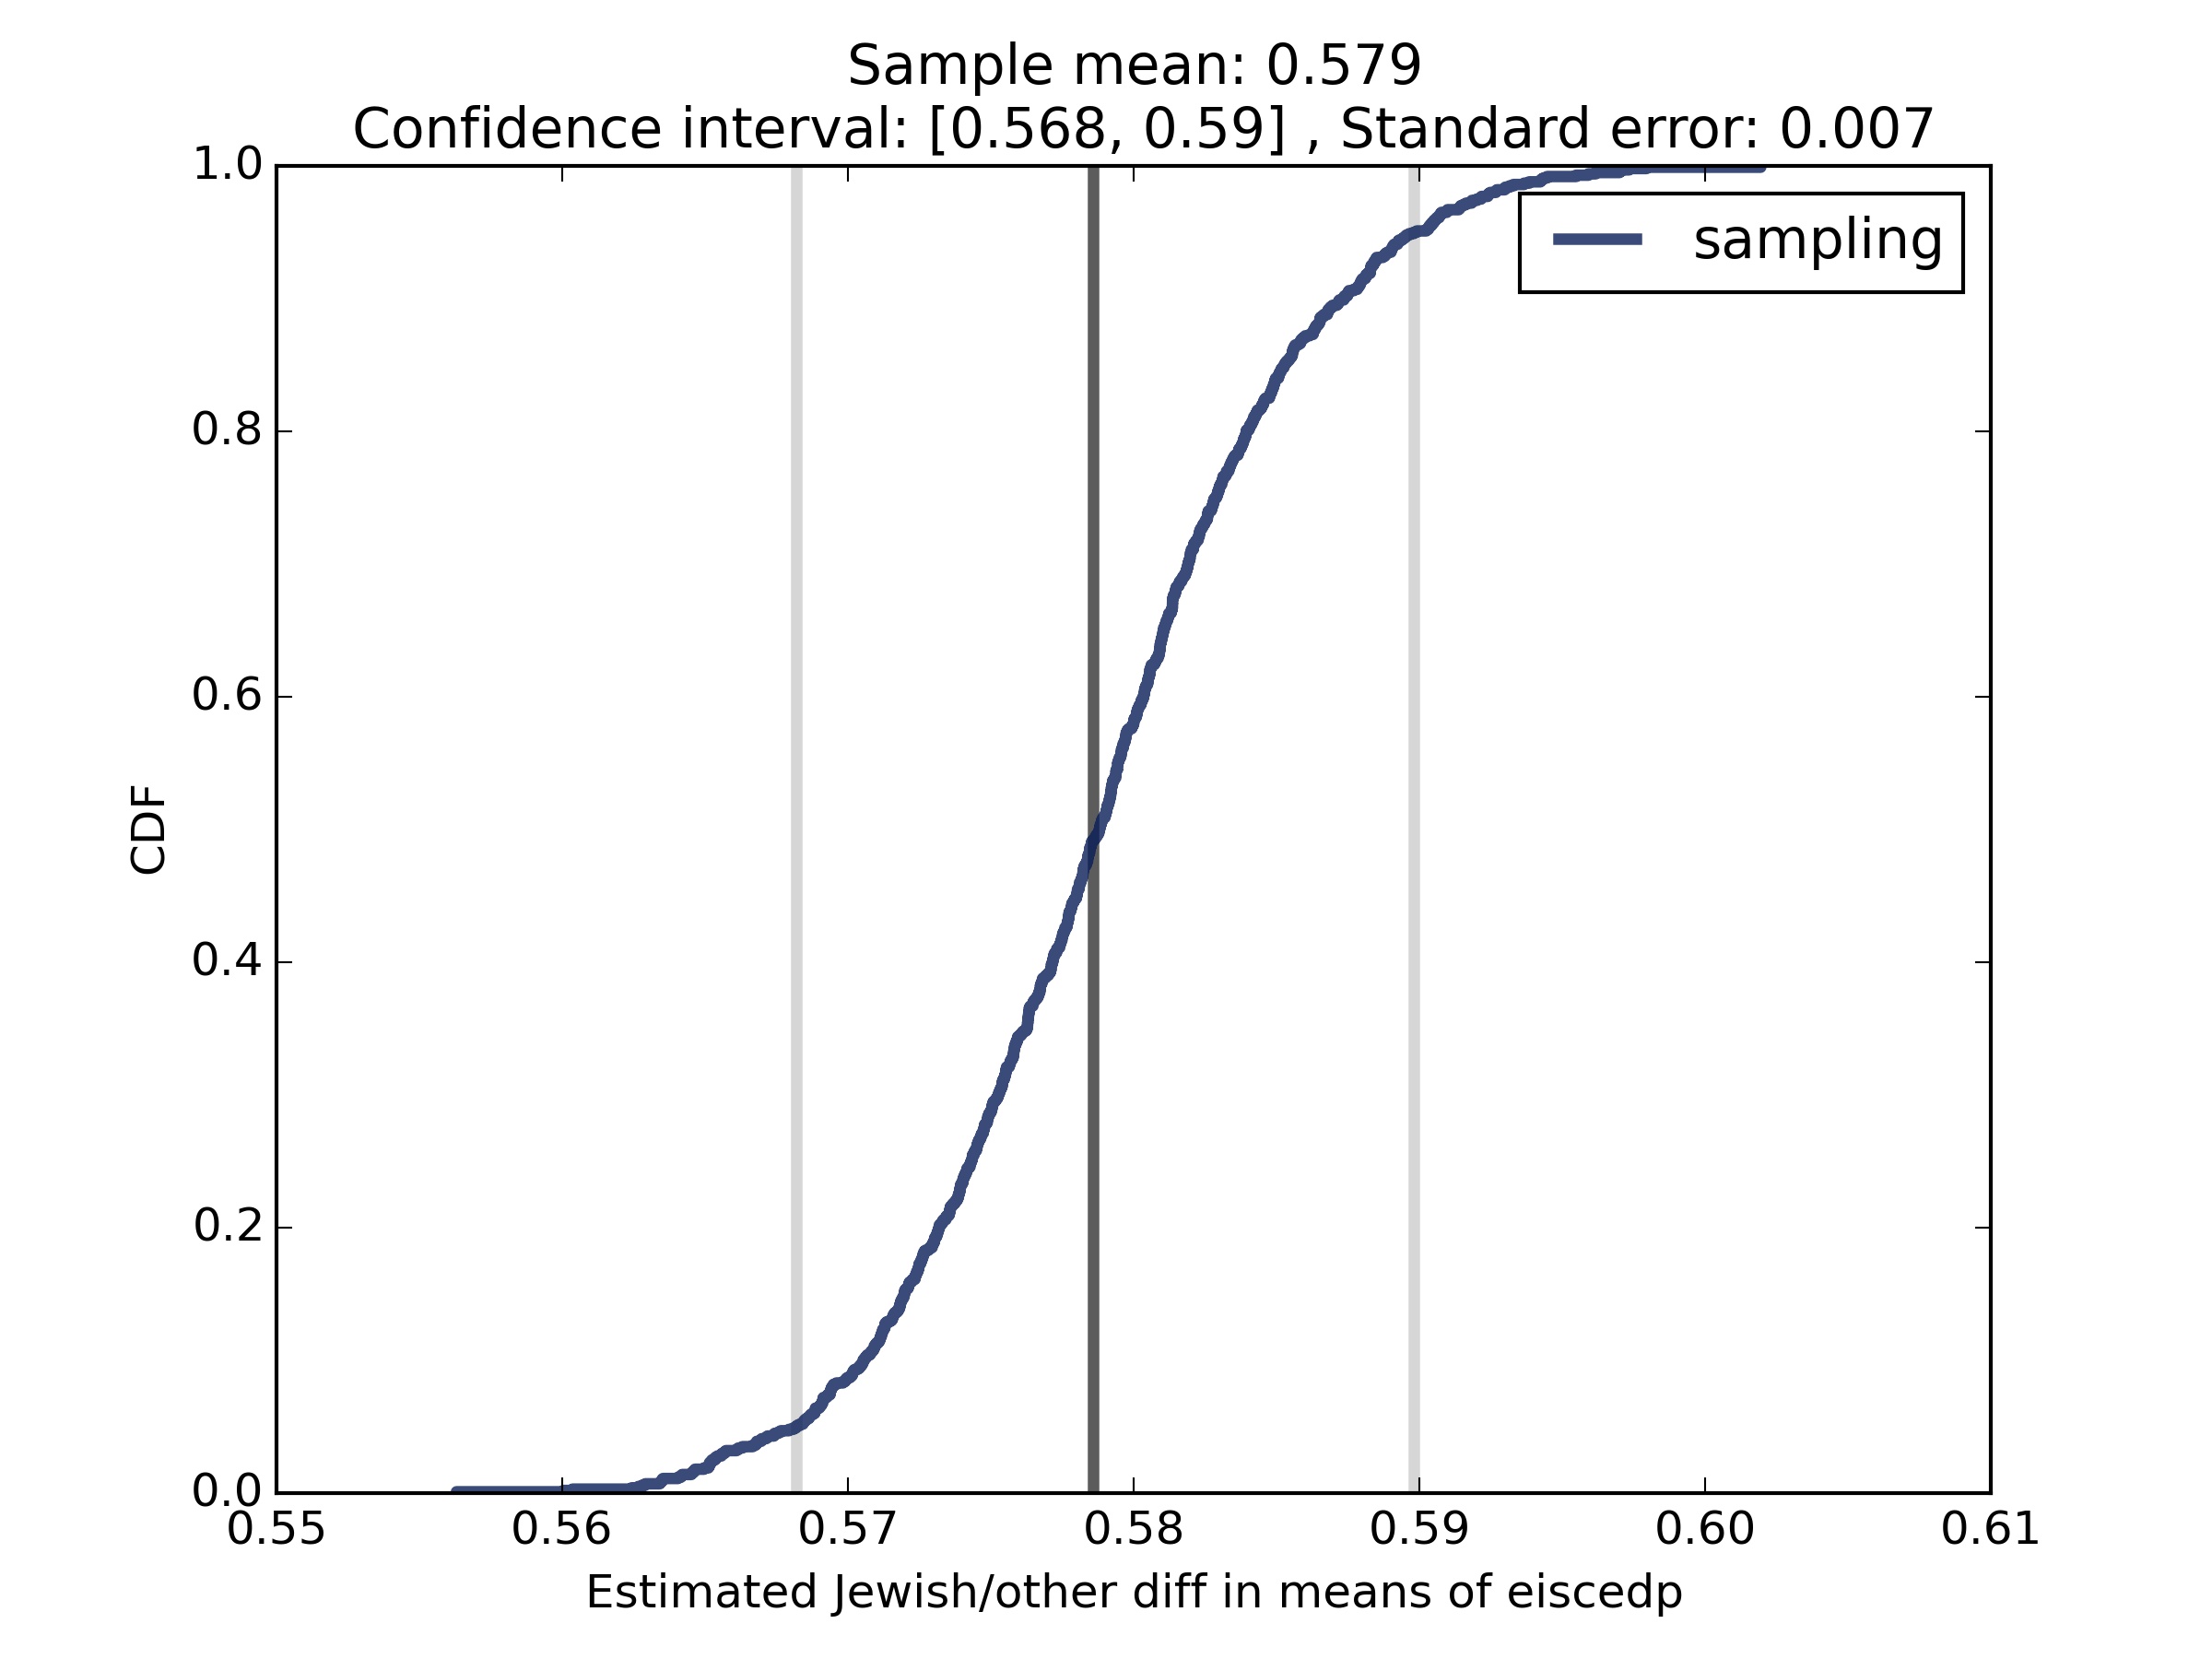 Sample mean: 0.579
Confidence interval: [0.568, 0.59] , Standard error: 0.007
sampling
1.0
0.8
0.6
0.4
0.2
0.0
CDF
0.55 0.56 0.57 0.58 0.59 0.60 0.61
Estimated Jewish/other diff in means of eiscedp